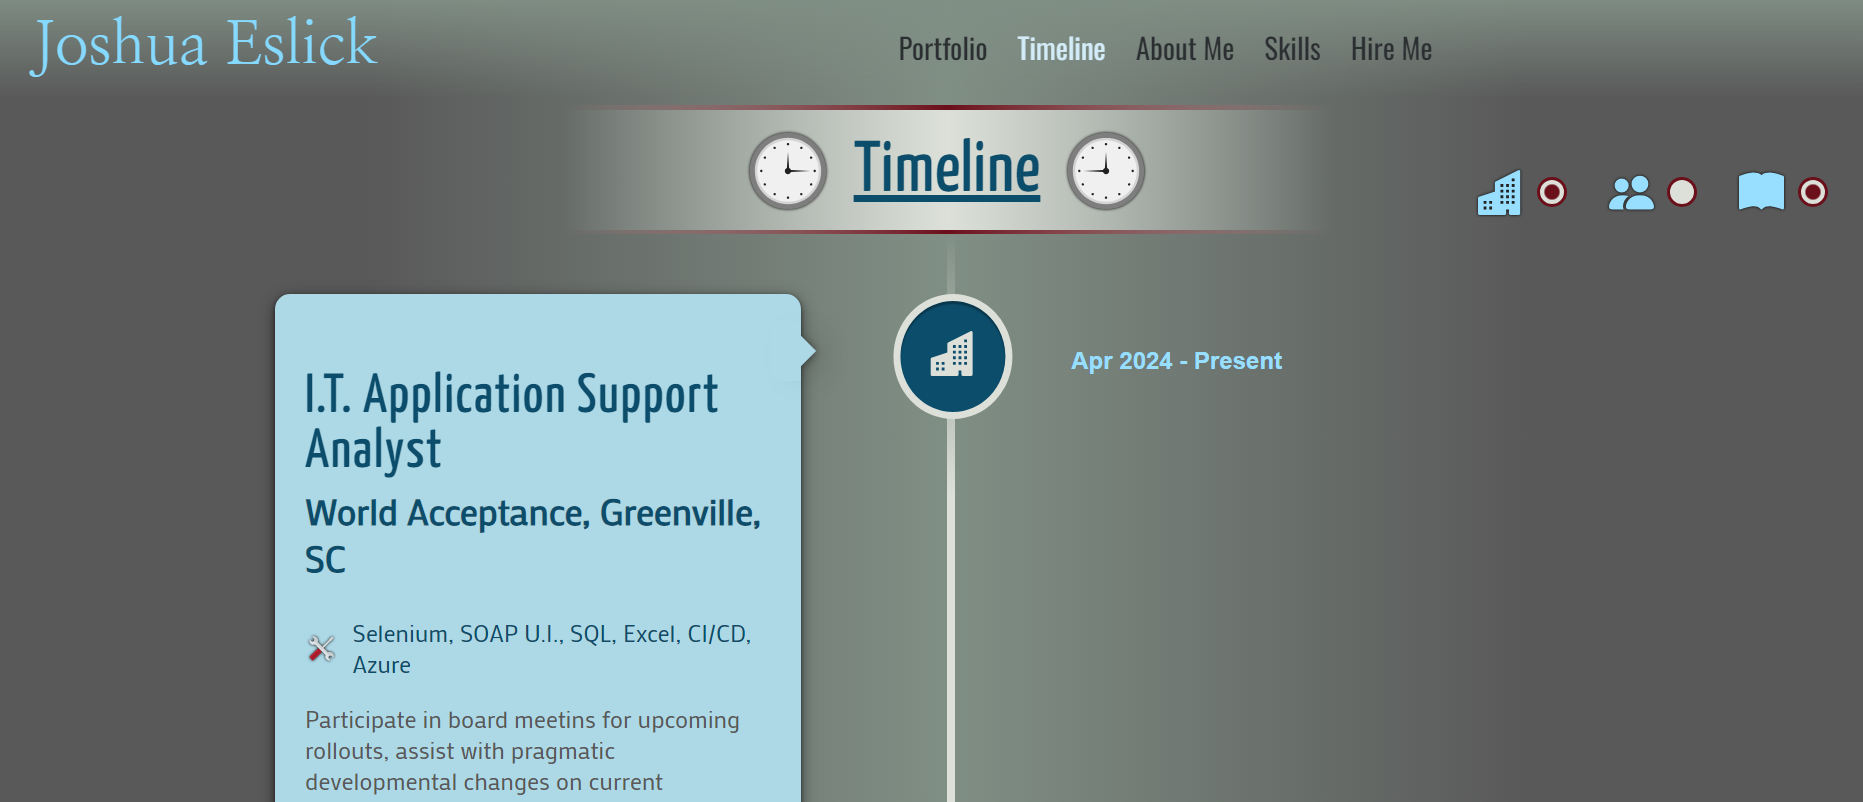 Joshua Eslick
Portfolio Timeline About Me Skills Hire Me
Timeline
Apr 2024 - Present
I.T. Application Support
Analyst
World Acceptance, Greenville,
SC
Selenium, SOAP U.I., SQL, Excel, CI/CD,
Azure
Participate in board meetins for upcoming
rollouts, assist with pragmatic
developmental changes on current